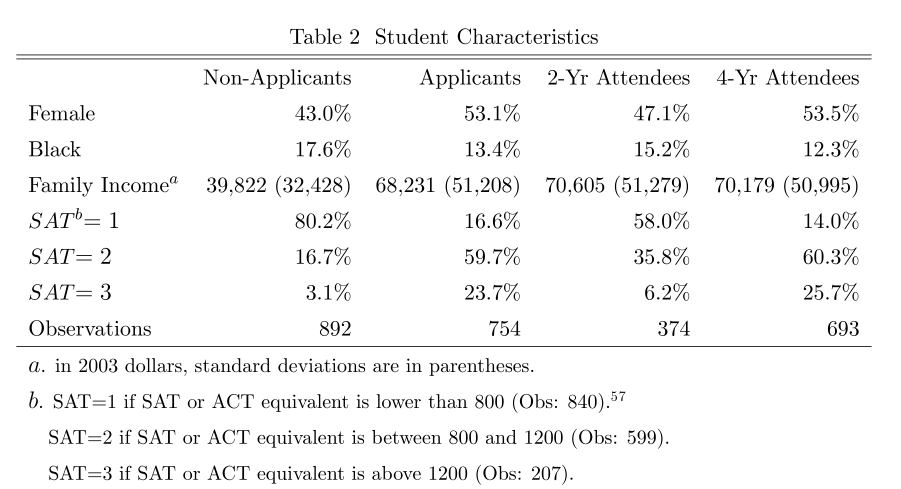 Table 2 Student Characteristics
Non-Applicants Applicants 2-Yr Attendees 4-Yr Attendees
Female 43.0% 53.1% 47.1% 53.5%
Black 17.6% 13.4% 15.2% 12.3%
Family Income^a 39,822 (32,428) 68,231 (51,208) 70,605 (51,279) 70,179 (50,995)
SAT^b= 1 80.2% 16.6% 58.0% 14.0%
SAT= 2 16.7% 59.7% 35.8% 60.3%
SAT= 3 3.1% 23.7% 6.2% 25.7%
Observations 892 754 374 693
a. in 2003 dollars, standard deviations are in parentheses.
b. SAT=1 if SAT or ACT equivalent is lower than 800 (Obs: 840).^57
SAT=2 if SAT or ACT equivalent is between 800 and 1200 (Obs: 599).
SAT=3 if SAT or ACT equivalent is above 1200 (Obs: 207).